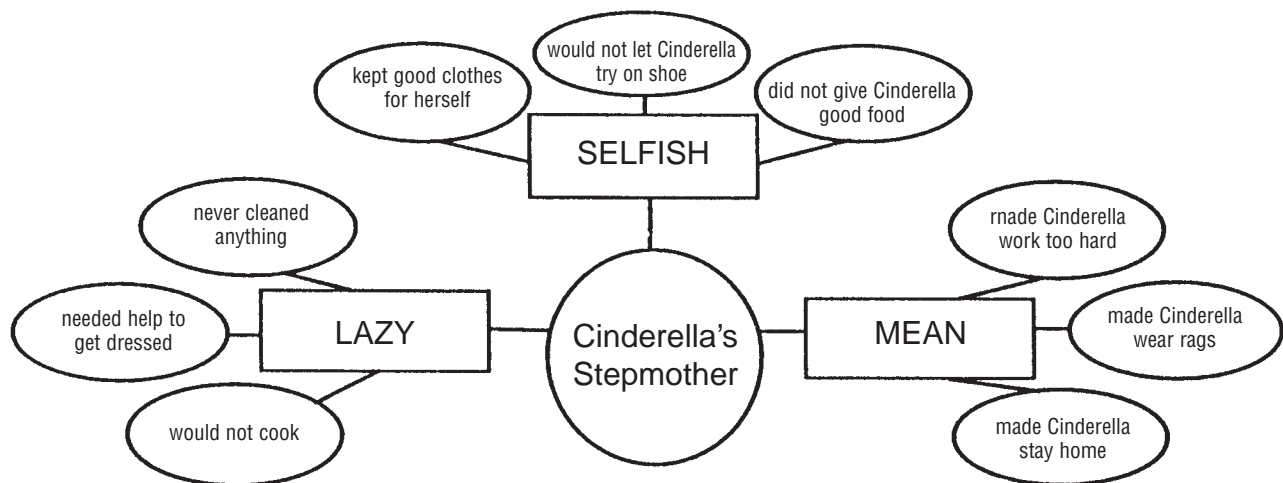 would not let Cinderella
try on shoe
kept good clothes
for herself
did not give Cinderella
good food
SELFISH
never cleaned
anything
rnade Cinderella
work too hard
needed help to
get dressed
LAZY
Cinderella's
Stepmother
MEAN
made Cinderella
wear rags
would not cook
made Cinderella
stay home